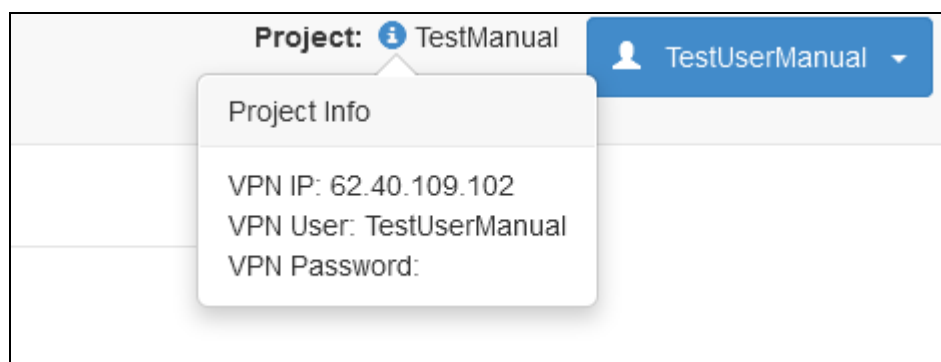 Project: TestManual
TestUserManual
Project Info
VPN IP: 62.40.109.102
VPN User: TestUserManual
VPN Password: